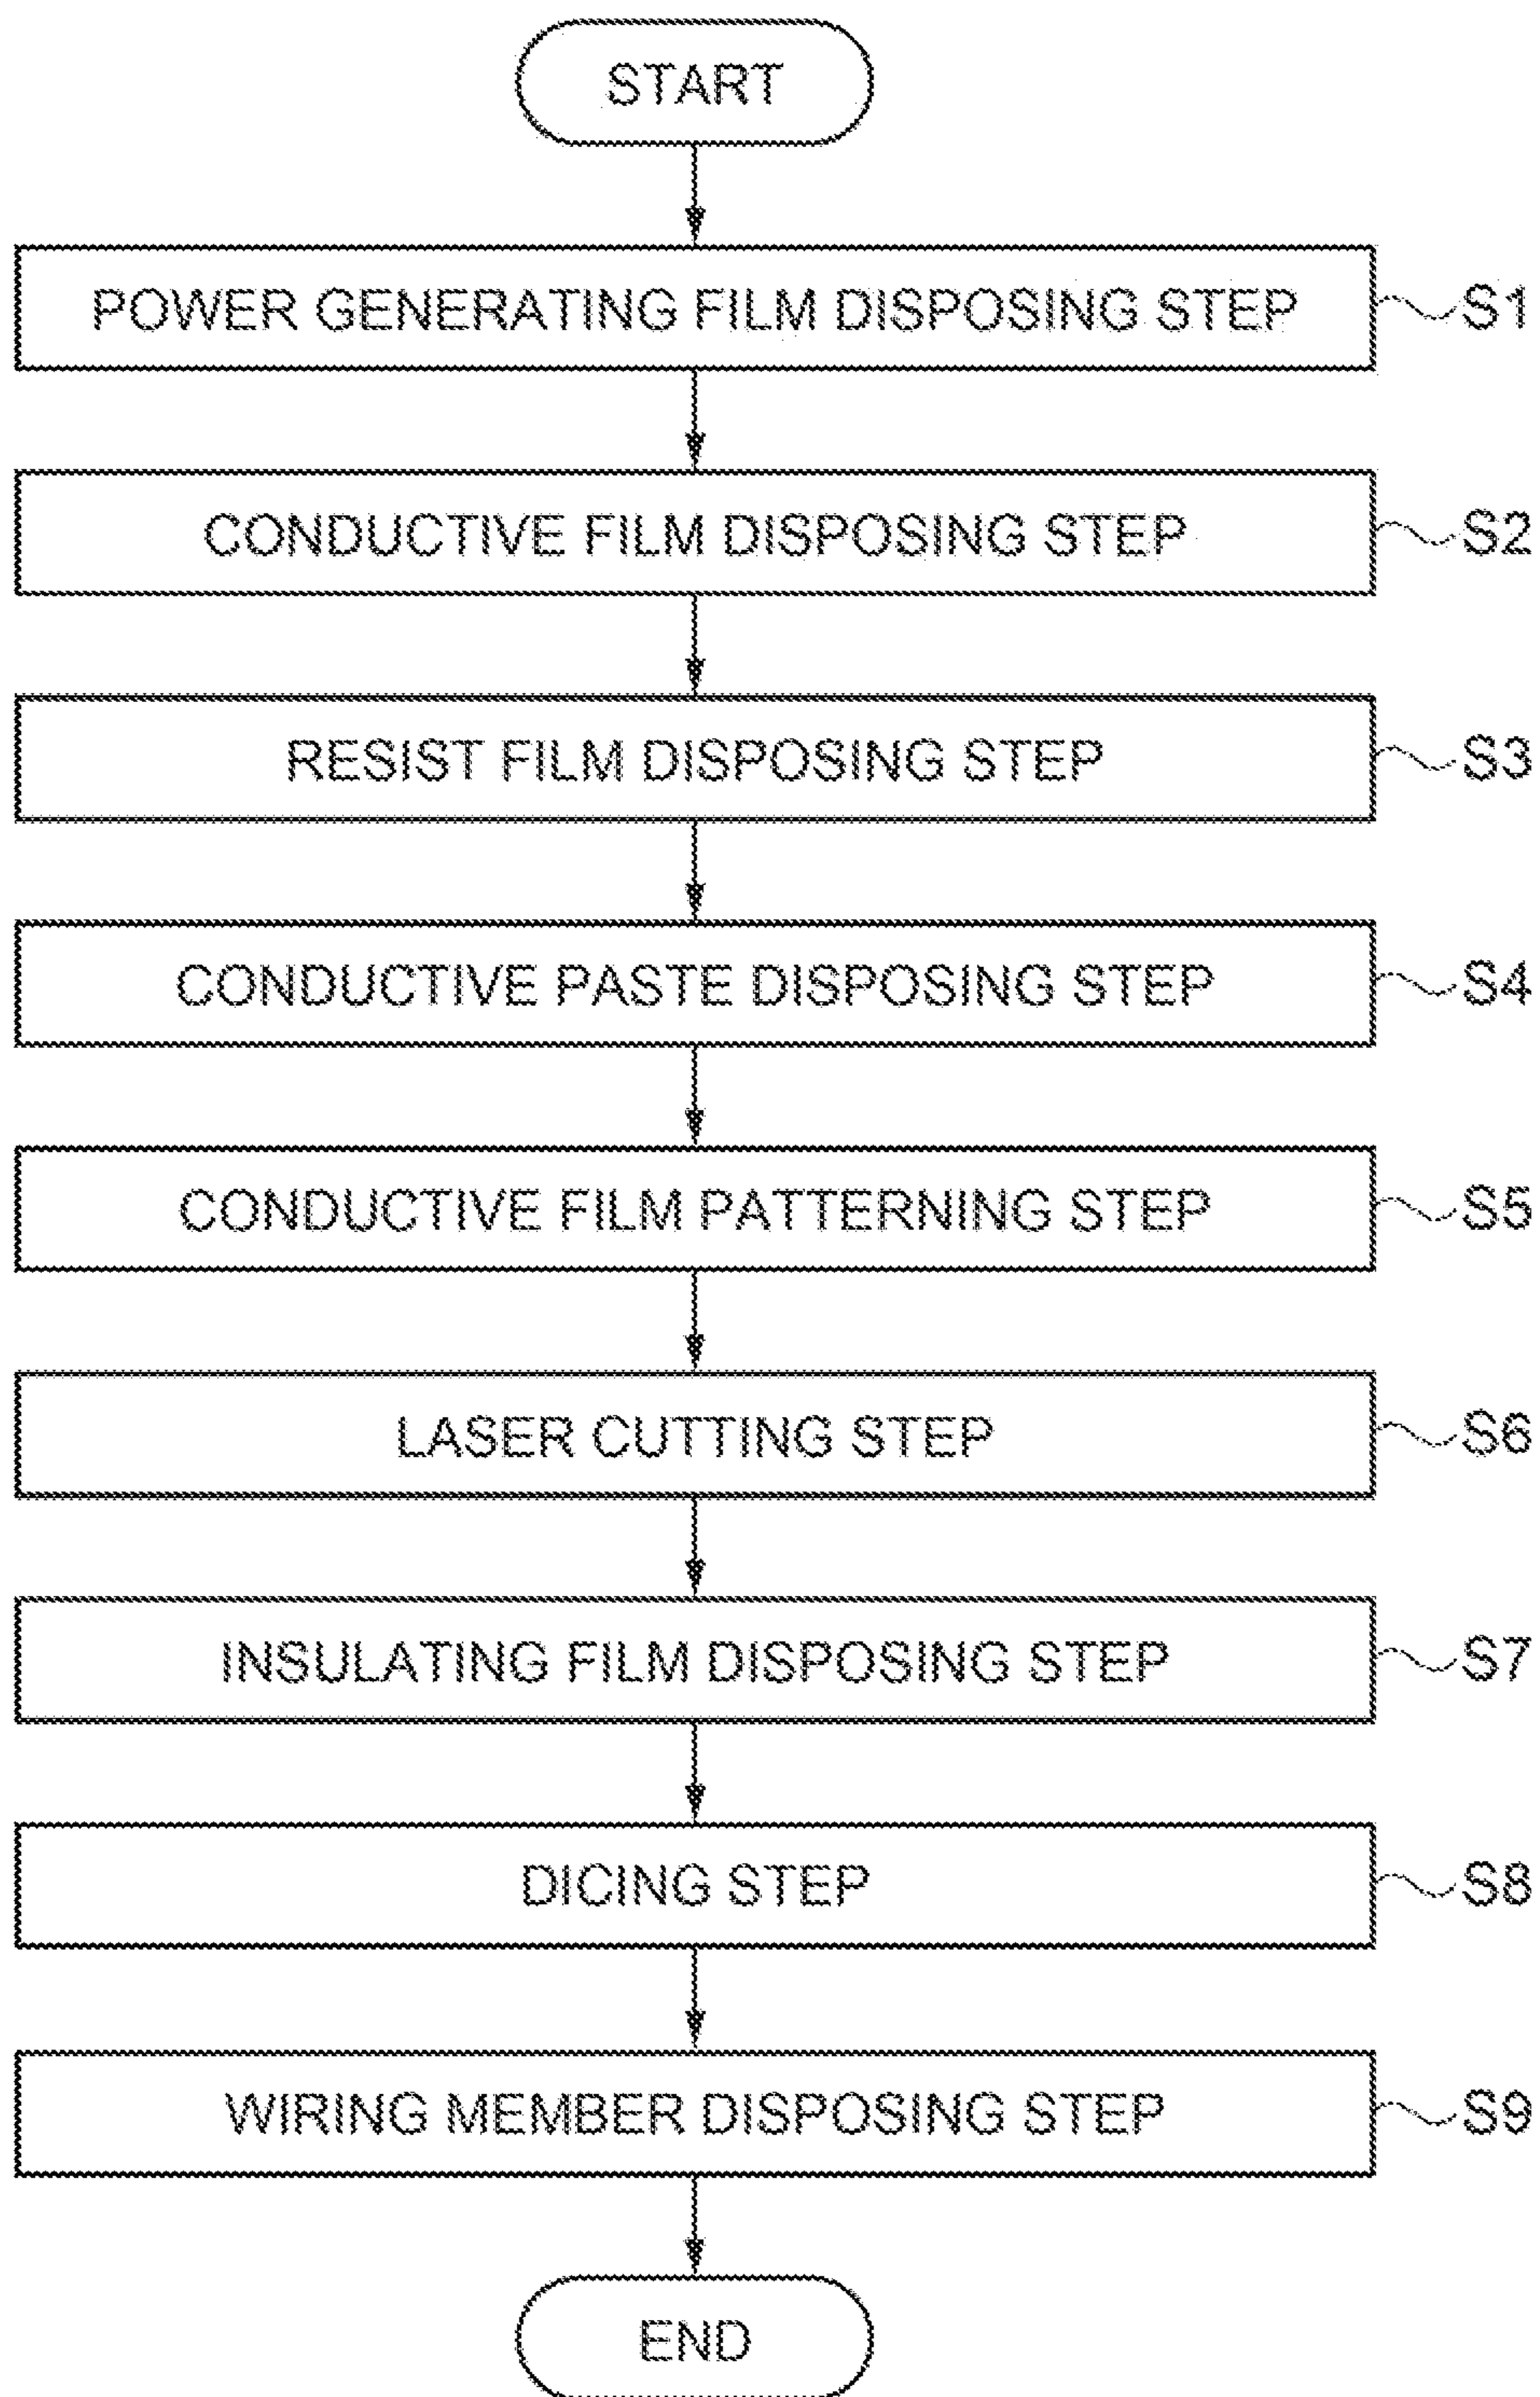 START
POWER GENERATING FILM DISPOSING STEP S1
CONDUCTIVE FILM DISPOSING STEP S2
RESIST FILM DISPOSING STEP S3
CONDUCTIVE PASTE DISPOSING STEP S4
CONDUCTIVE FILM PATTERNING STEP S5
LASER CUTTING STEP S6
INSULATING FILM DISPOSING STEP S7
DICING STEP S8
WIRING MEMBER DISPOSING STEP S9
END